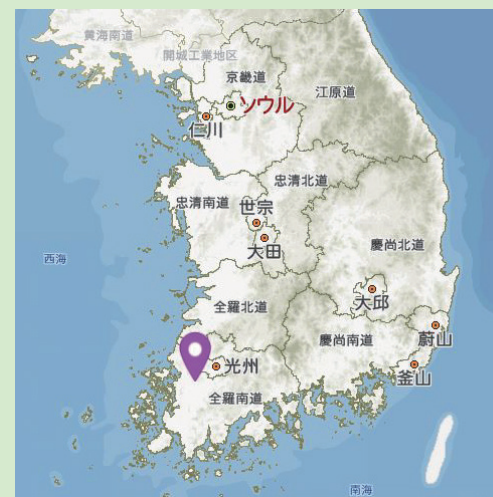 黄海南道
開城工業地区
京畿道
江原道
ソウル
仁川
忠清北道
忠清南道
世宗
大田
慶尚北道
西海
大邱
全羅北道
蔚山
慶尚南道
光州
釜山
全羅南道
南海